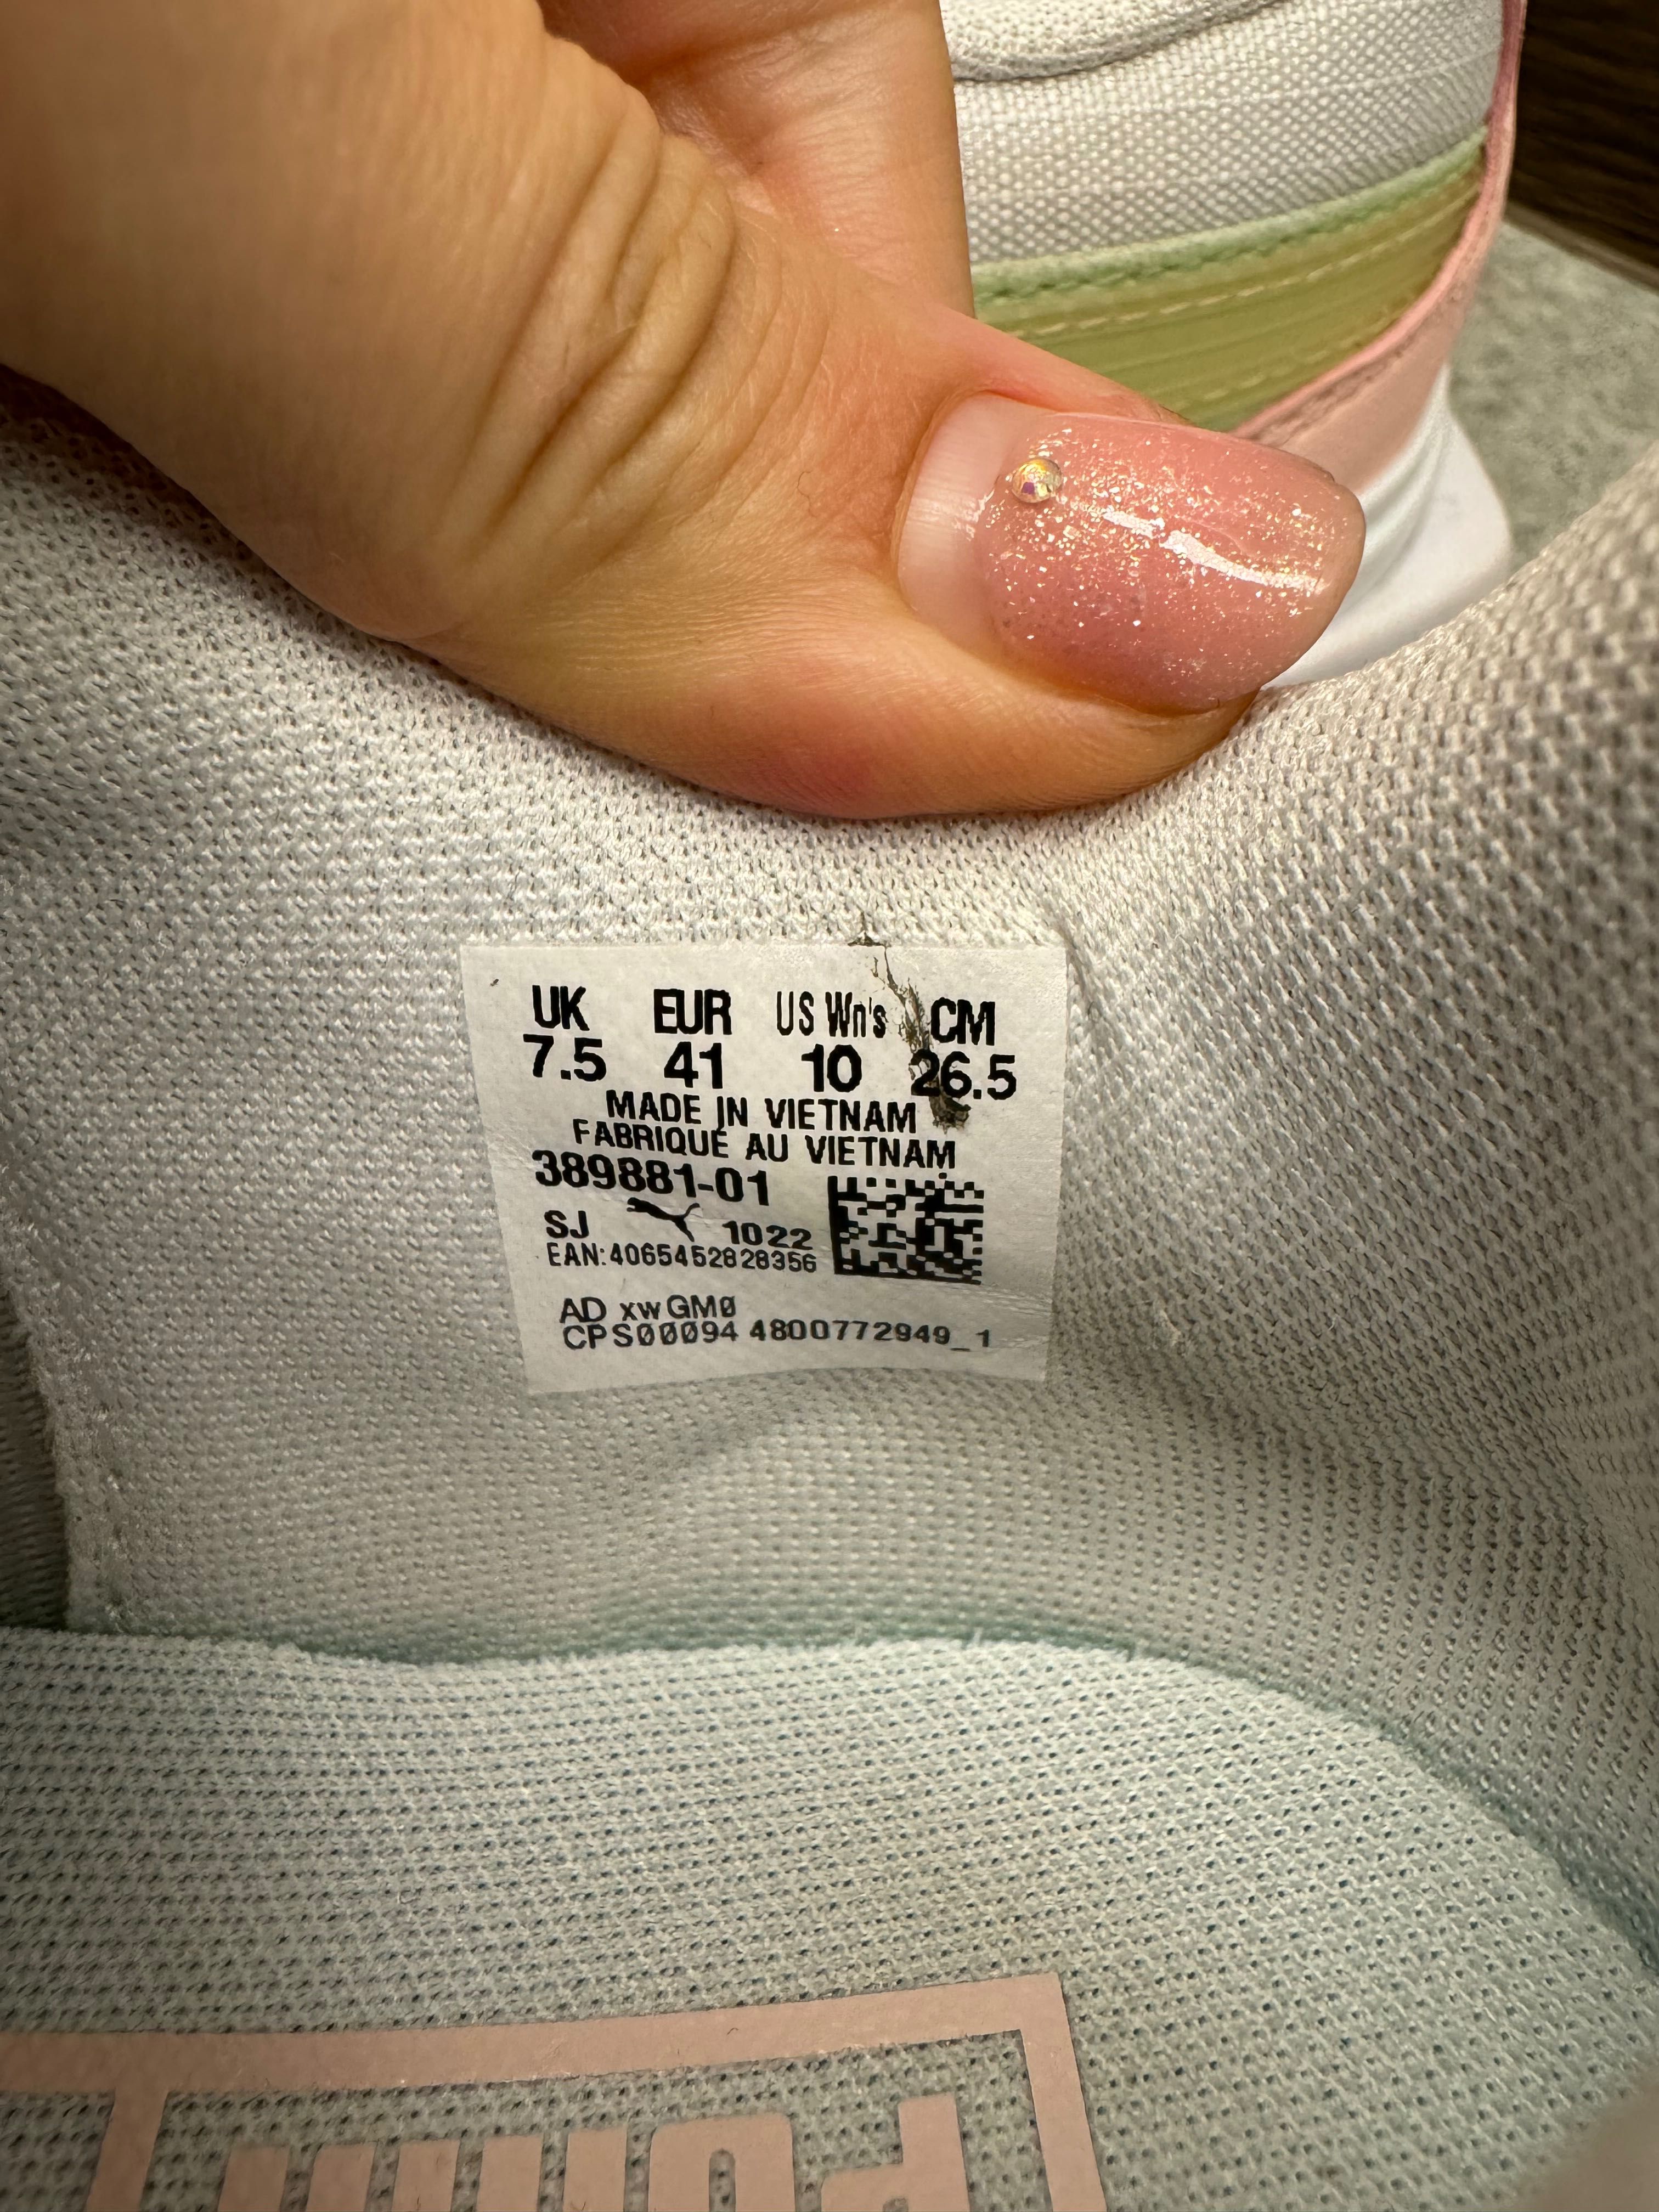 UK EUR US Wn's CM
7.5 41 10 26.5
MADE IN VIETNAM
FABRIQUÉ AU VIETNAM
389881-01
SJ 1022
EAN:4065452828356
AD xwGM0
CPS00094 4800772949_1
PUMA